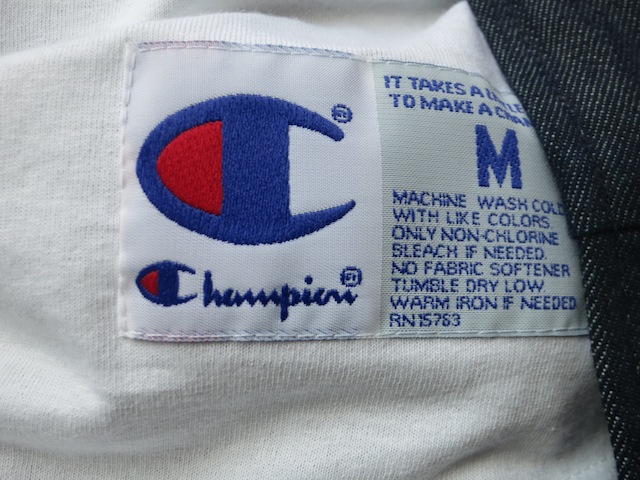 Champion
IT TAKES A
TO MAKE A
M
MACHINE WASH COLD
WITH LIKE COLORS.
ONLY NON-CHLORINE
BLEACH IF NEEDED.
NO FABRIC SOFTENER
TUMBLE DRY LOW
WARM IRON IF NEEDED
RN15763